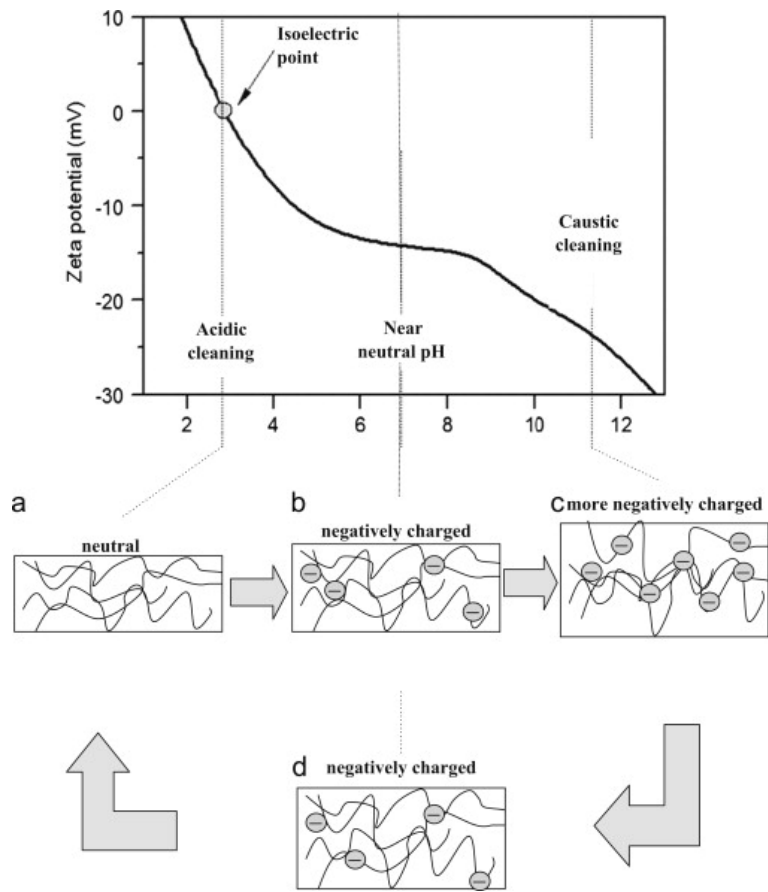 10
Isoelectric
point
0
Zeta potential (mV)
-10
Caustic
cleaning
-20
Acidic
cleaning
Near
neutral pH
-30
2 4 6 8 10 12
a
neutral
b
negatively charged
c more negatively charged
d negatively charged